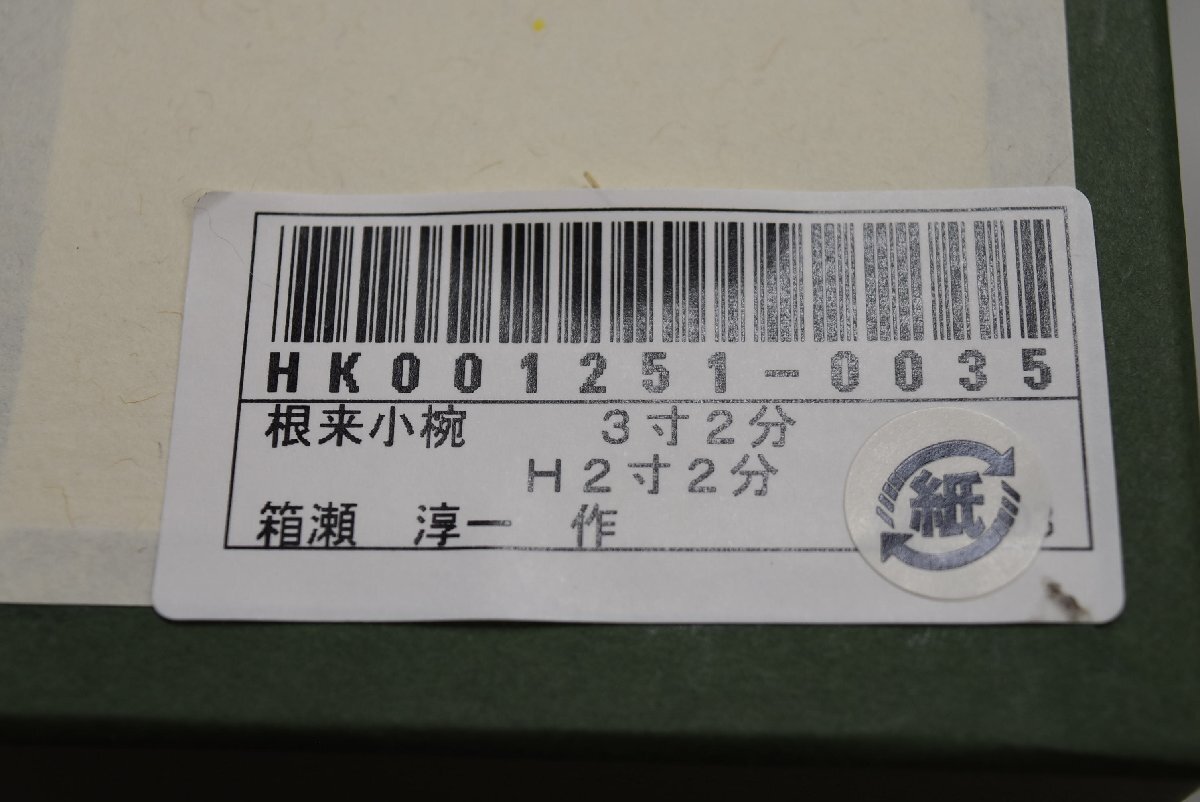 HK001251-0035
根来小椀　3寸2分
H2寸2分
箱瀬　淳一　作
紙